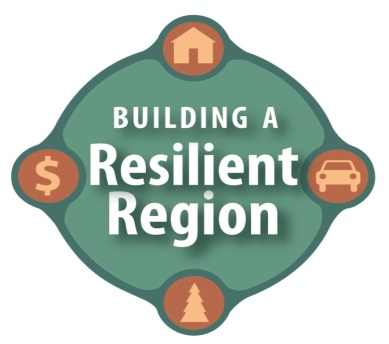 BUILDING A
Resilient
Region
$